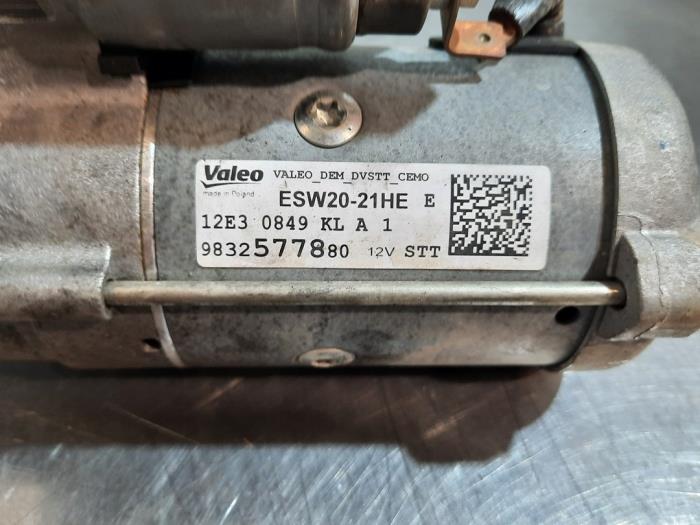 Valeo VALEO_DEM_DVSTT_CEMO
made in Poland
ESW20-21HE E
12E3 0849 KL A 1
9832577880 12V STT